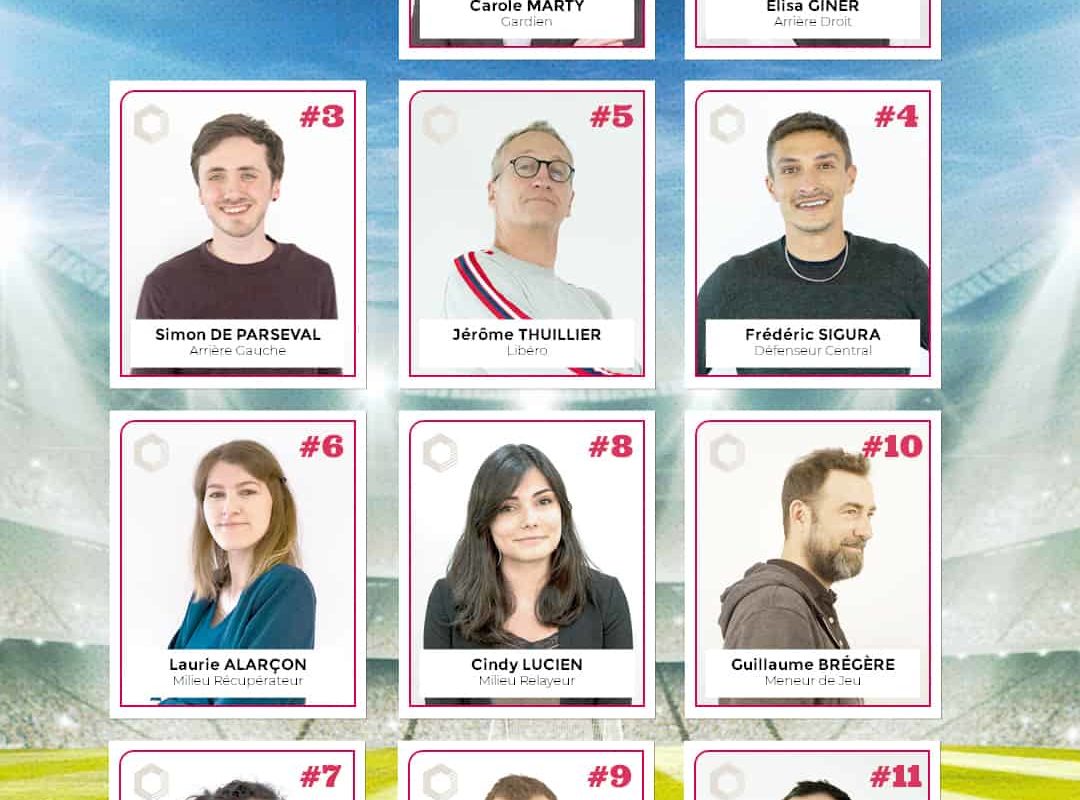 Carole MARTY
Gardien
Elisa GINER
Arrière Droit
#3
Simon DE PARSEVAL
Arrière Gauche
#5
Jérôme THUILLIER
Libéro
#4
Frédéric SIGURA
Défenseur Central
#6
Laurie ALARÇON
Milieu Récupérateur
#8
Cindy LUCIEN
Milieu Relayeur
#10
Guillaume BRÉGÈRE
Meneur de Jeu
#7
#9
#11